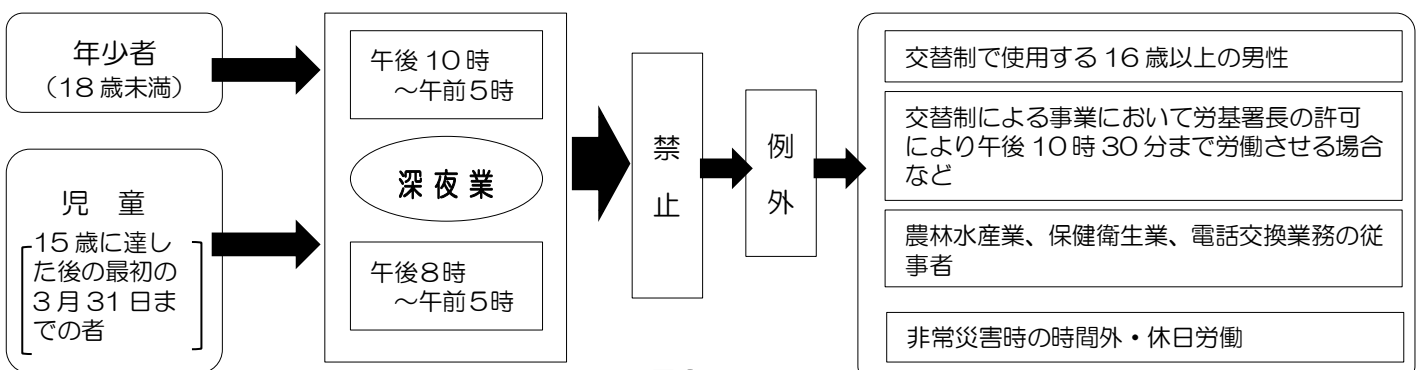 年少者
（18歳未満）
児　童
15歳に達し
た後の最初の
3月31日ま
での者
午後10時
～午前5時
深夜業
午後8時
～午前5時
禁
止
例
外
交替制で使用する16歳以上の男性
交替制による事業において労基署長の許可
により午後10時30分まで労働させる場合
など
農林水産業、保健衛生業、電話交換業務の従
事者
非常災害時の時間外・休日労働